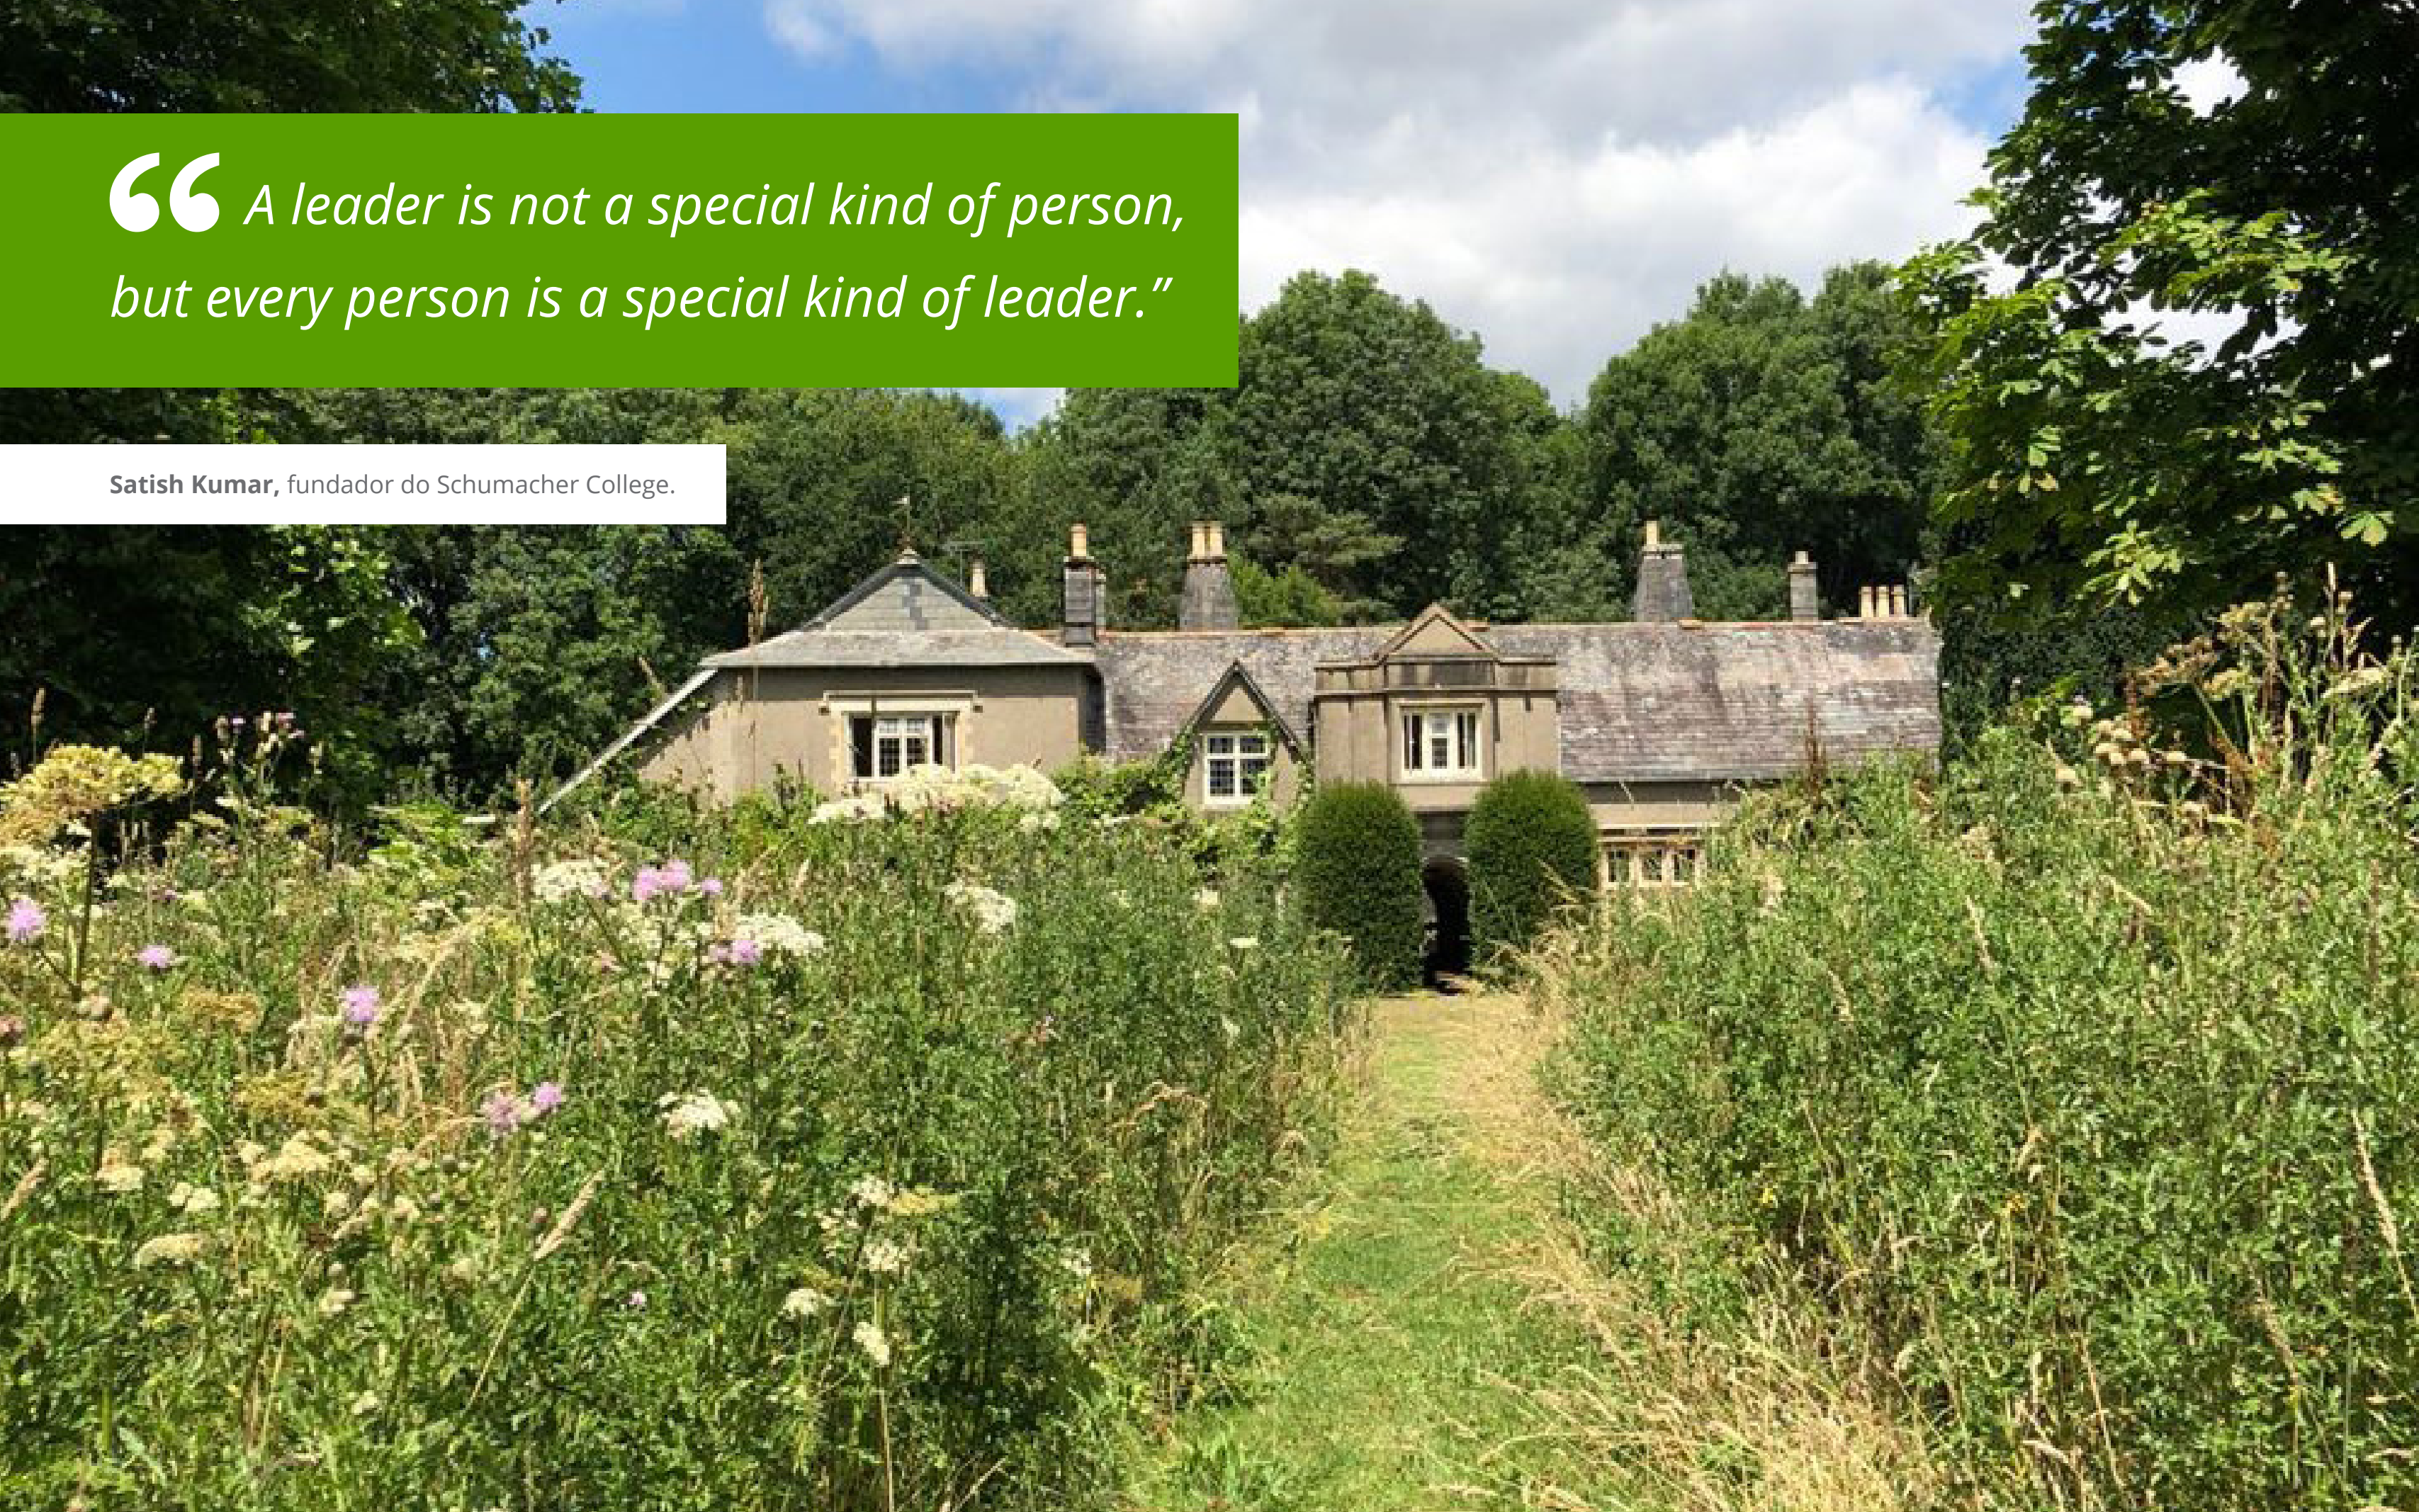 “ A leader is not a special kind of person,
but every person is a special kind of leader.”
Satish Kumar, fundador do Schumacher College.